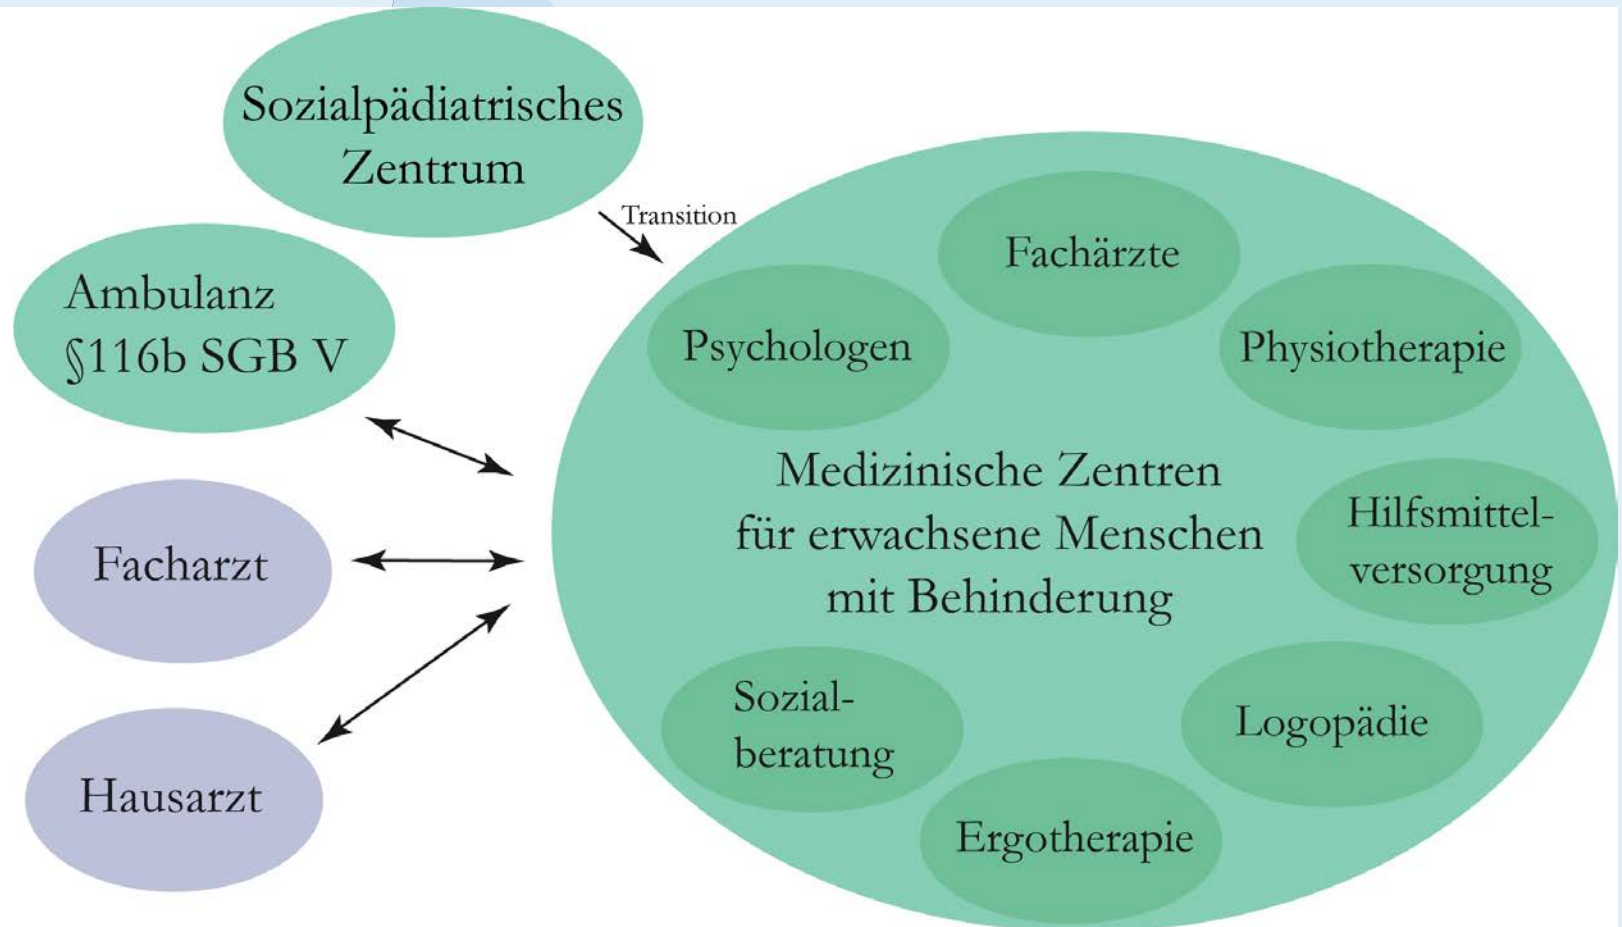 Sozialpädiatrisches
Zentrum
Transition
Ambulanz
§116b SGB V
Facharzt
Hausarzt
Fachärzte
Psychologen
Physiotherapie
Medizinische Zentren
für erwachsene Menschen
mit Behinderung
Hilfsmittel-
versorgung
Sozial-
beratung
Logopädie
Ergotherapie